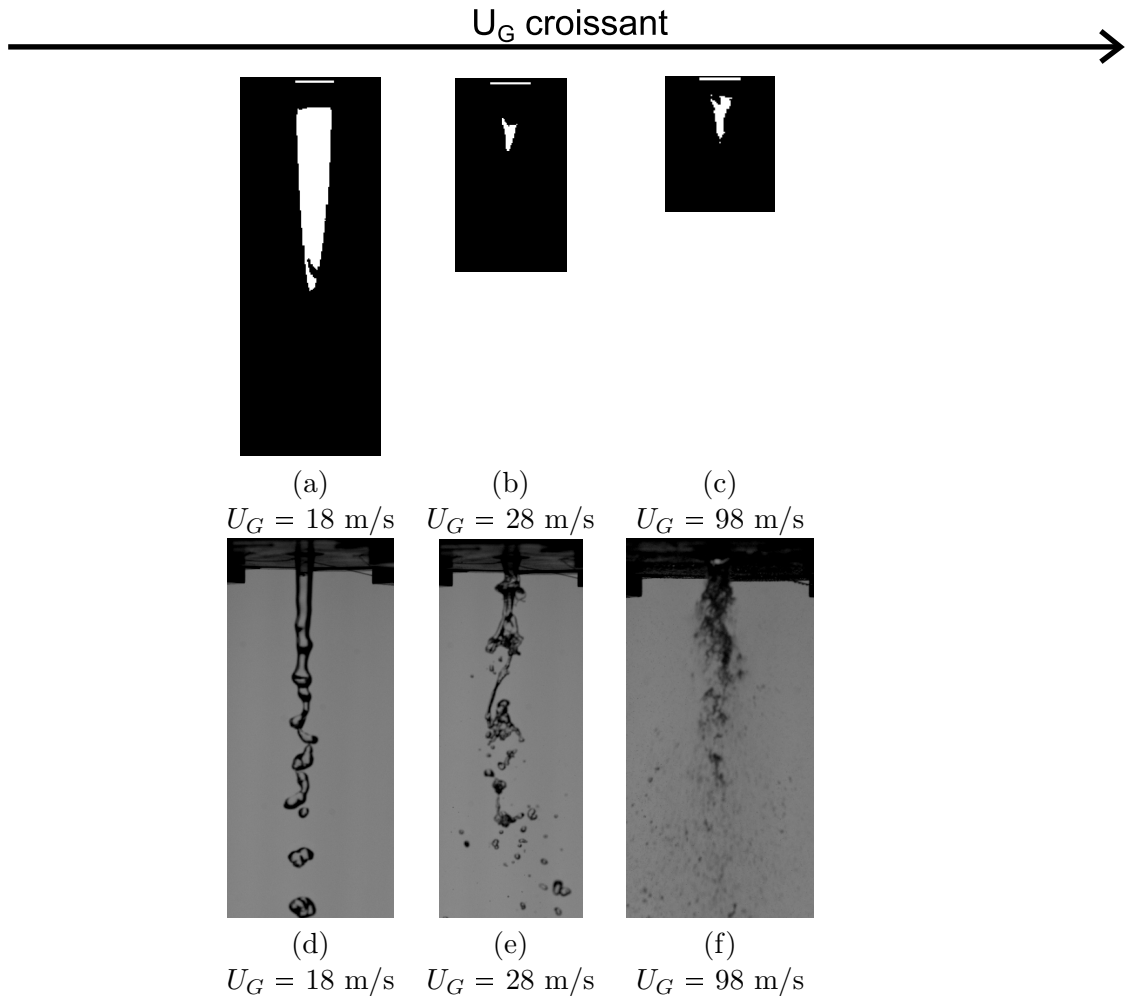 U_G croissant
(a) (b) (c)
U_G = 18 m/s U_G = 28 m/s U_G = 98 m/s
(d) (e) (f)
U_G = 18 m/s U_G = 28 m/s U_G = 98 m/s